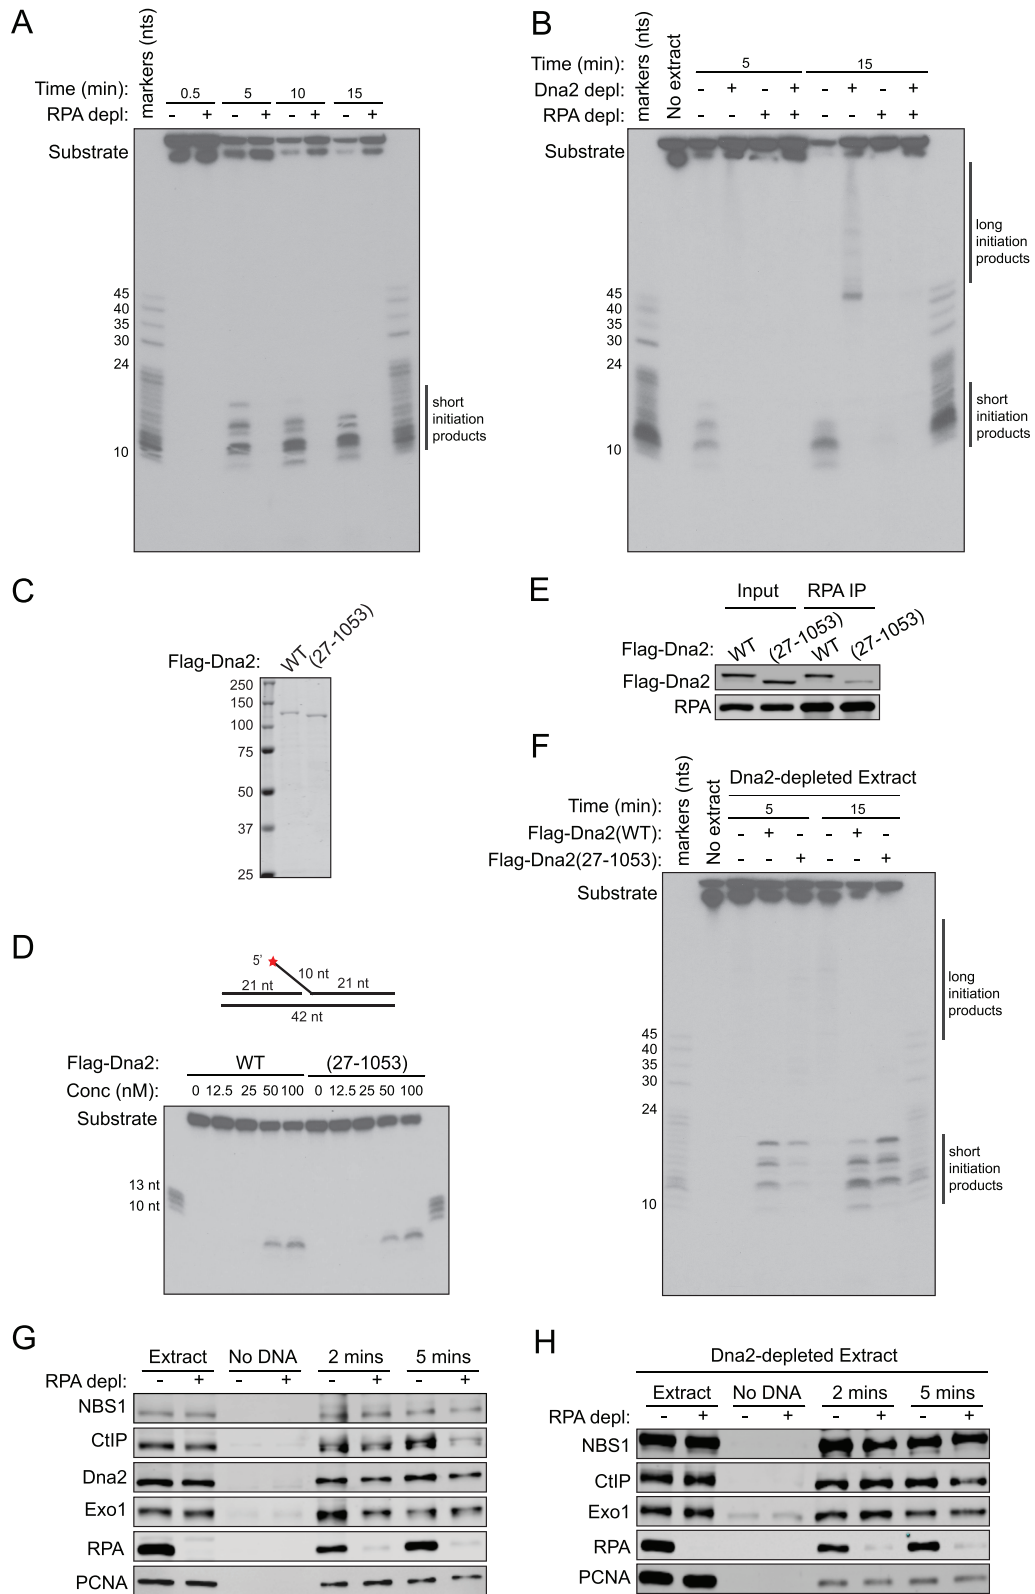 A
markers (nts)
Time (min): 0.5 5 10 15
RPA depl: - + - + - + - +
Substrate
45
40
35
30
24
10
short
initiation
products
B
markers (nts)
No extract
Time (min): 5 15
Dna2 depl: - + - + - + - +
RPA depl: - - + + - - + +
Substrate
long
initiation
products
45
40
35
30
24
10
short
initiation
products
C
Flag-Dna2: WT (27-1053)
250
150
100
75
50
37
25
D
5'
10 nt
21 nt 21 nt
42 nt
Flag-Dna2: WT (27-1053)
Conc (nM): 0 12.5 25 50 100 0 12.5 25 50 100
Substrate
13 nt
10 nt
E
Input RPA IP
Flag-Dna2: WT (27-1053) WT (27-1053)
Flag-Dna2
RPA
F
markers (nts)
No extract
Dna2-depleted Extract
Time (min): 5 15
Flag-Dna2(WT): - + - - + -
Flag-Dna2(27-1053): - - + - - +
Substrate
long
initiation
products
45
40
35
30
24
10
short
initiation
products
G
Extract No DNA 2 mins 5 mins
RPA depl: - + - + - + - +
NBS1
CtIP
Dna2
Exo1
RPA
PCNA
H
Dna2-depleted Extract
Extract No DNA 2 mins 5 mins
RPA depl: - + - + - + - +
NBS1
CtIP
Exo1
RPA
PCNA